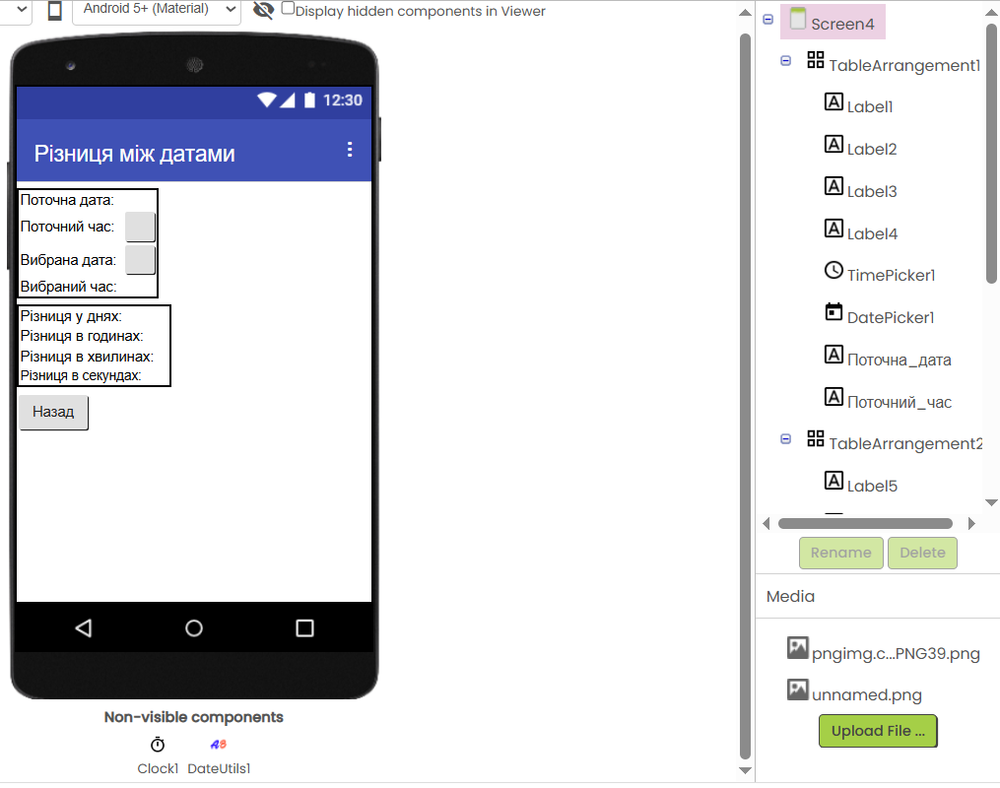 Android 5+ (Material)
Display hidden components in Viewer
12:30
Різниця між датами
Поточна дата:
Поточний час:
Вибрана дата:
Вибраний час:
Різниця у днях:
Різниця в годинах:
Різниця в хвилинах:
Різниця в секундах:
Назад
Non-visible components
Clock1 DateUtils1
Screen4
TableArrangement1
Label1
Label2
Label3
Label4
TimePicker1
DatePicker1
Поточна_дата
Поточний_час
TableArrangement2
Label5
Rename Delete
Media
pngimg.c...PNG39.png
unnamed.png
Upload File ...